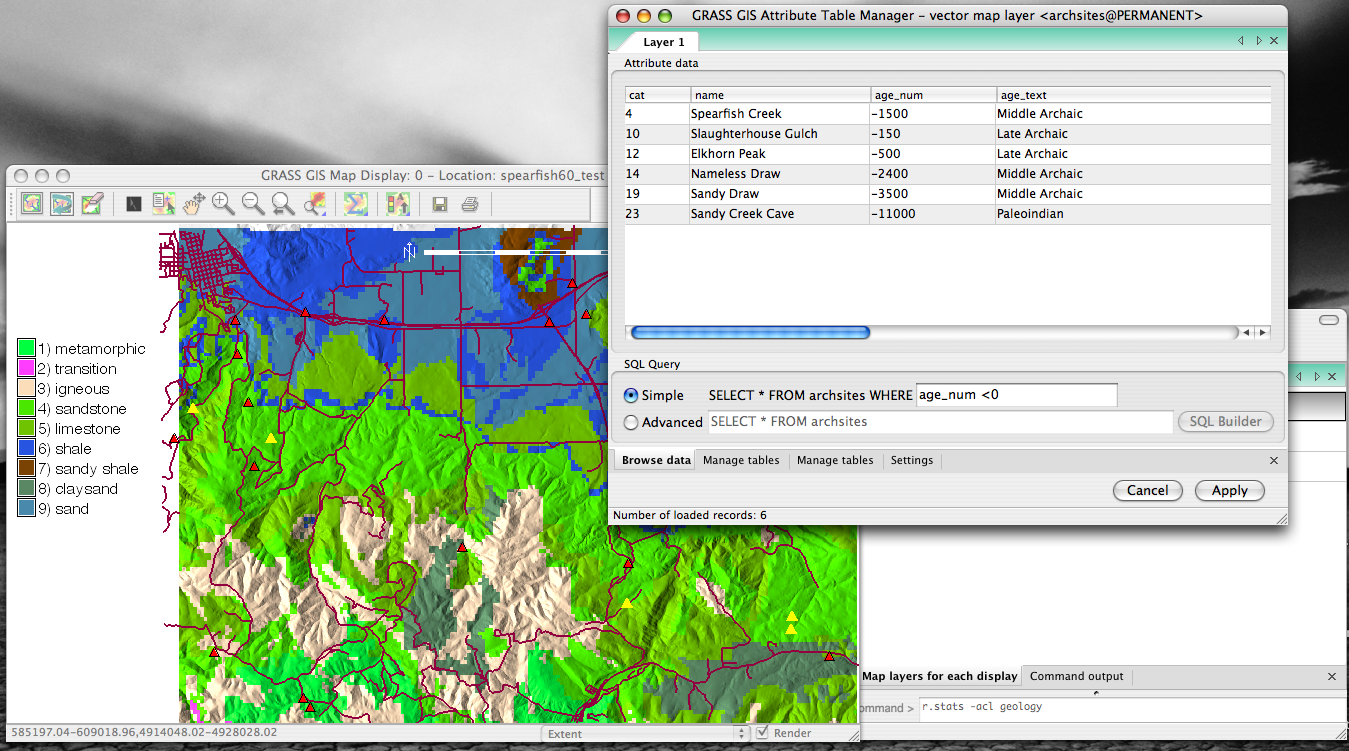 GRASS GIS Attribute Table Manager - vector map layer <archsites@PERMANENT>
Layer 1
Attribute data
cat name age_num age_text
4 Spearfish Creek -1500 Middle Archaic
10 Slaughterhouse Gulch -150 Late Archaic
12 Elkhorn Peak -500 Late Archaic
14 Nameless Draw -2400 Middle Archaic
19 Sandy Draw -3500 Middle Archaic
23 Sandy Creek Cave -11000 Paleoindian
SQL Query
Simple SELECT * FROM archsites WHERE age_num <0
Advanced SELECT * FROM archsites SQL Builder
Browse data Manage tables Manage tables Settings
Cancel Apply
Number of loaded records: 6
GRASS GIS Map Display: 0 - Location: spearfish60_test
N
1) metamorphic
2) transition
3) igneous
4) sandstone
5) limestone
6) shale
7) sandy shale
8) claysand
9) sand
585197.04-609018.96,4914048.02-4928028.02 Extent Render
Map layers for each display Command output
ommand > r.stats -acl geology